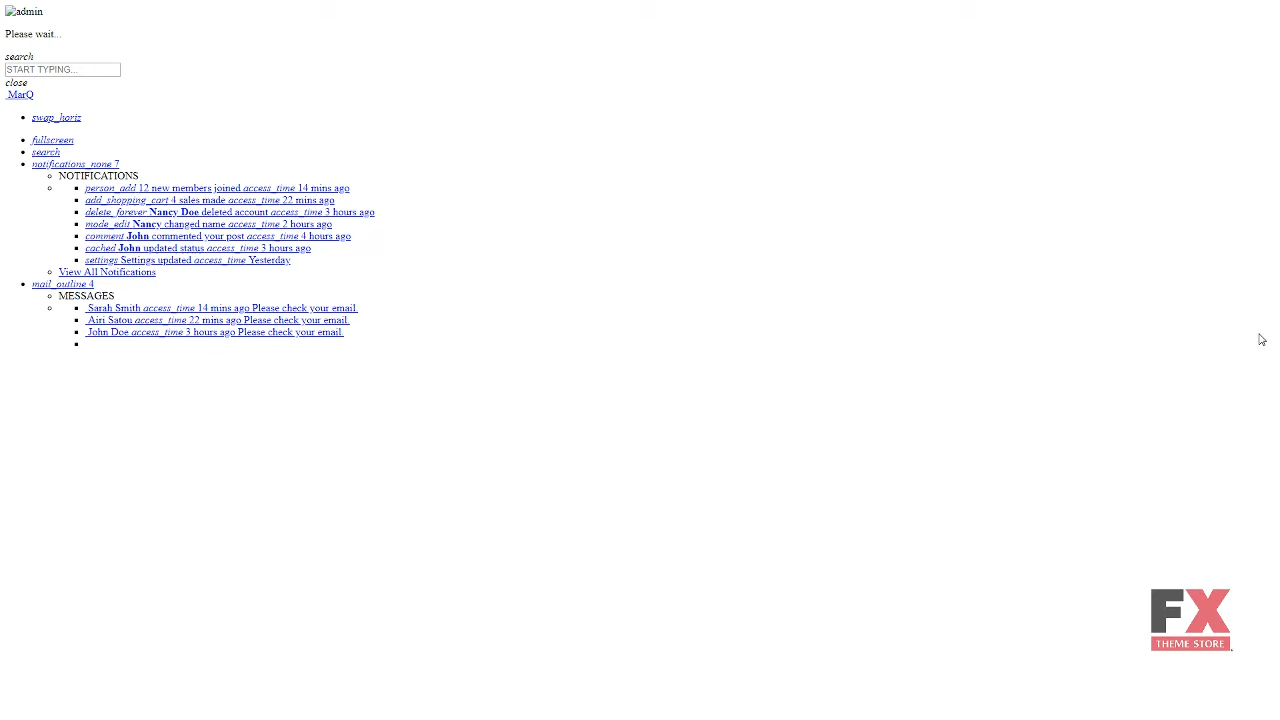 admin
Please wait...
search
START TYPING...
close
MarQ
swap_horiz
fullscreen
search
notifications_none 7
NOTIFICATIONS
person_add 12 new members joined access_time 14 mins ago
add_shopping_cart 4 sales made access_time 22 mins ago
delete_forever Nancy Doe deleted account access_time 3 hours ago
mode_edit Nancy changed name access_time 2 hours ago
comment John commented your post access_time 4 hours ago
cached John updated status access_time 3 hours ago
settings Settings updated access_time Yesterday
View All Notifications
mail_outline 4
MESSAGES
Sarah Smith access_time 14 mins ago Please check your email.
Airi Satou access_time 22 mins ago Please check your email.
John Doe access_time 3 hours ago Please check your email.
FX
THEME STORE